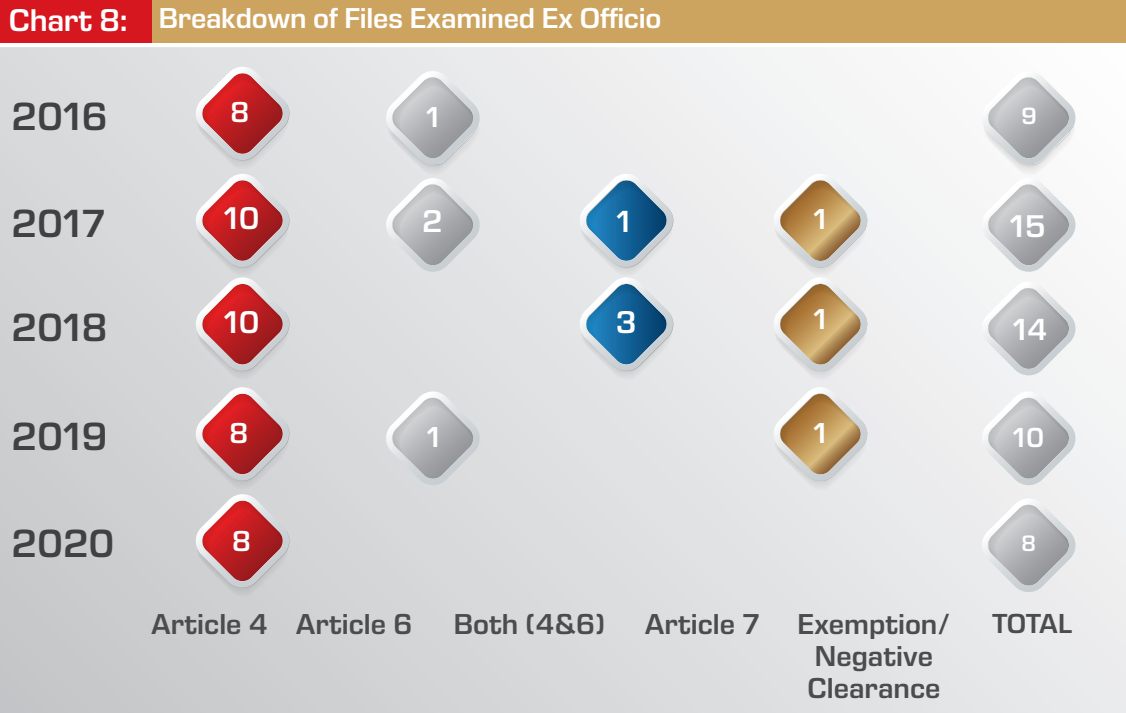 Chart 8: Breakdown of Files Examined Ex Officio
2016 8 1 9
2017 10 2 1 1 15
2018 10 3 1 14
2019 8 1 1 10
2020 8 8
Article 4 Article 6 Both (4&6) Article 7 Exemption/ TOTAL
Negative
Clearance